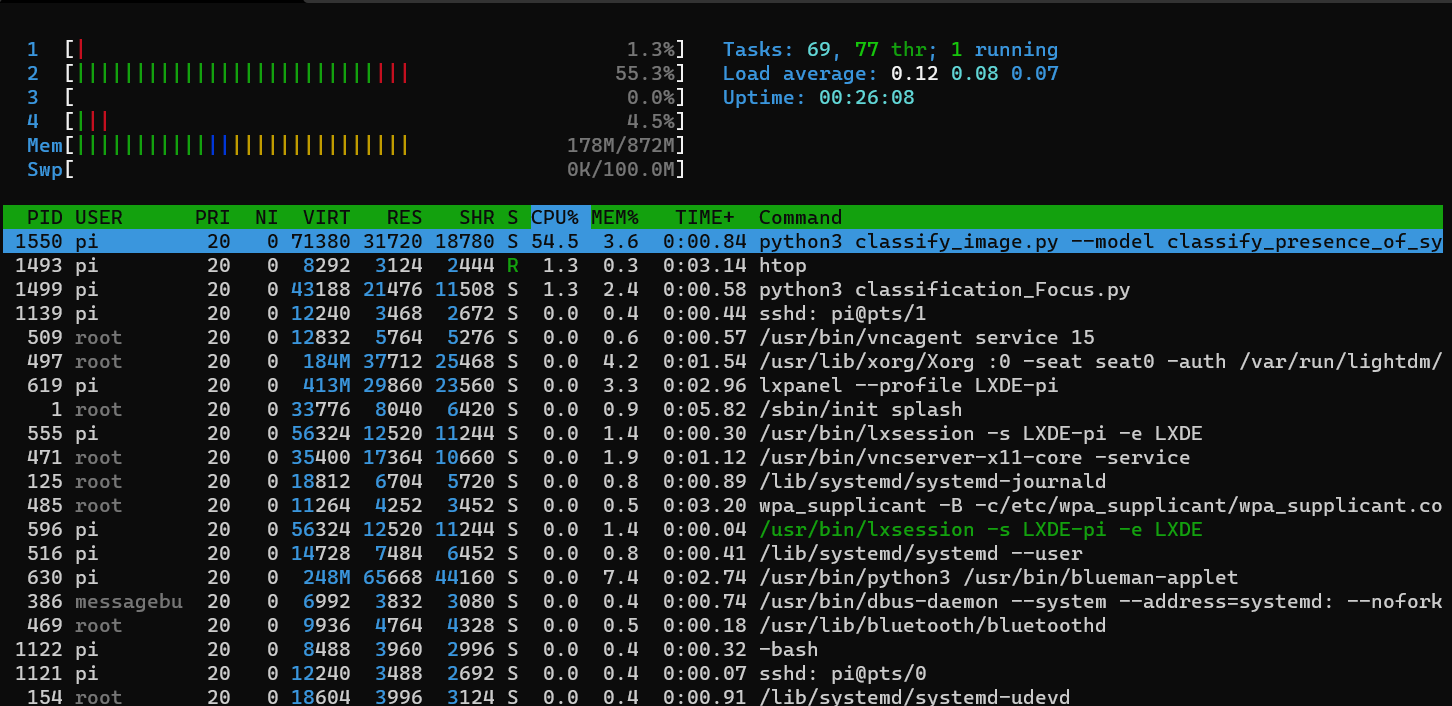 1 [| 1.3%] Tasks: 69, 77 thr; 1 running
2 [|||||||||||||||||||||||||||| 55.3%] Load average: 0.12 0.08 0.07
3 [ 0.0%] Uptime: 00:26:08
4 [||| 4.5%]
Mem[|||||||||||||||||||||||||||| 178M/872M]
Swp[ 0K/100.0M]
PID USER PRI NI VIRT RES SHR S CPU% MEM% TIME+ Command
1550 pi 20 0 71380 31720 18780 S 54.5 3.6 0:00.84 python3 classify_image.py --model classify_presence_of_sy
1493 pi 20 0 8292 3124 2444 R 1.3 0.3 0:03.14 htop
1499 pi 20 0 43188 21476 11508 S 1.3 2.4 0:00.58 python3 classification_Focus.py
1139 pi 20 0 12240 3468 2672 S 0.0 0.4 0:00.44 sshd: pi@pts/1
509 root 20 0 12832 5764 5276 S 0.0 0.6 0:00.57 /usr/bin/vncagent service 15
497 root 20 0 184M 37712 25468 S 0.0 4.2 0:01.54 /usr/lib/xorg/Xorg :0 -seat seat0 -auth /var/run/lightdm/
619 pi 20 0 413M 29860 23560 S 0.0 3.3 0:02.96 lxpanel --profile LXDE-pi
1 root 20 0 33776 8040 6420 S 0.0 0.9 0:05.82 /sbin/init splash
555 pi 20 0 56324 12520 11244 S 0.0 1.4 0:00.30 /usr/bin/lxsession -s LXDE-pi -e LXDE
471 root 20 0 35400 17364 10660 S 0.0 1.9 0:01.12 /usr/bin/vncserver-x11-core -service
125 root 20 0 18812 6704 5720 S 0.0 0.8 0:00.89 /lib/systemd/systemd-journald
485 root 20 0 11264 4252 3452 S 0.0 0.5 0:03.20 wpa_supplicant -B -c/etc/wpa_supplicant/wpa_supplicant.co
596 pi 20 0 56324 12520 11244 S 0.0 1.4 0:00.04 /usr/bin/lxsession -s LXDE-pi -e LXDE
516 pi 20 0 14728 7484 6452 S 0.0 0.8 0:00.41 /lib/systemd/systemd --user
630 pi 20 0 248M 65668 44160 S 0.0 7.4 0:02.74 /usr/bin/python3 /usr/bin/blueman-applet
386 messagebu 20 0 6992 3832 3080 S 0.0 0.4 0:00.74 /usr/bin/dbus-daemon --system --address=systemd: --nofork
469 root 20 0 9936 4764 4328 S 0.0 0.5 0:00.18 /usr/lib/bluetooth/bluetoothd
1122 pi 20 0 8488 3960 2996 S 0.0 0.4 0:00.32 -bash
1121 pi 20 0 12240 3488 2692 S 0.0 0.4 0:00.07 sshd: pi@pts/0
154 root 20 0 18604 3996 3124 S 0.0 0.4 0:00.91 /lib/systemd/systemd-udevd